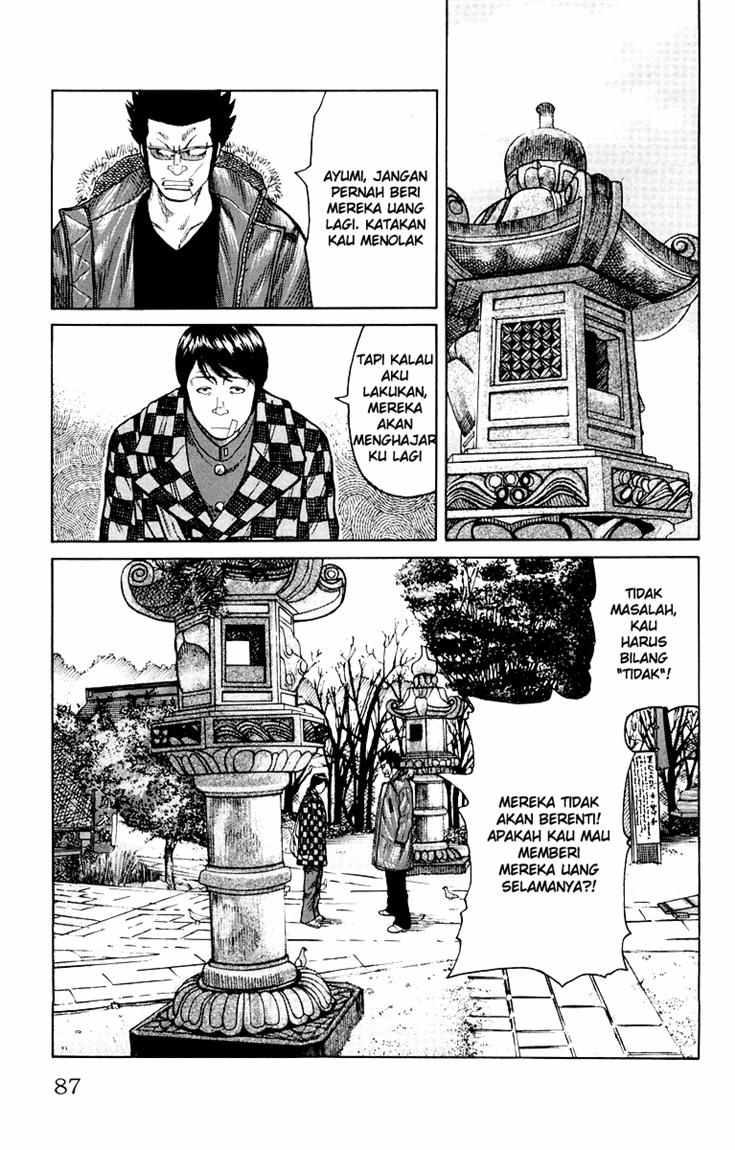 AYUMI, JANGAN
PERNAH BERI
MEREKA UANG
LAGI. KATAKAN
KAU MENOLAK
TAPI KALAU
AKU
LAKUKAN,
MEREKA
AKAN
MENGHAJAR
KU LAGI
TIDAK
MASALAH,
KAU
HARUS
BILANG
"TIDAK"!
MEREKA TIDAK
AKAN BERENTI!
APAKAH KAU MAU
MEMBERI
MEREKA UANG
SELAMANYA?!
87